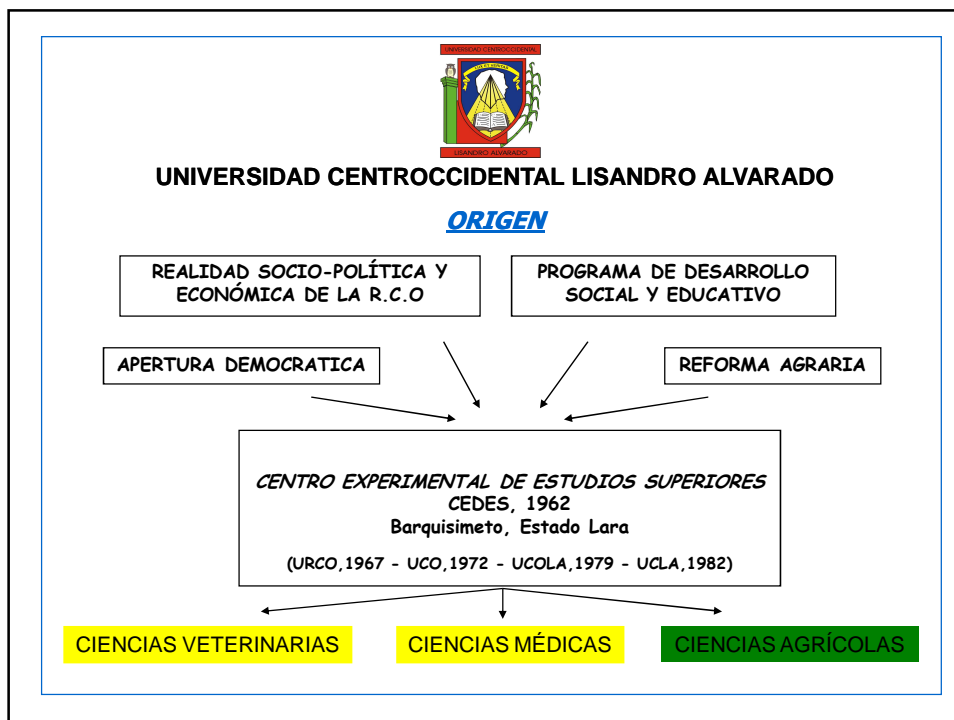 UNIVERSIDAD CENTROCCIDENTAL
LISANDRO ALVARADO
UNIVERSIDAD CENTROCCIDENTAL LISANDRO ALVARADO
ORIGEN
REALIDAD SOCIO-POLÍTICA Y
ECONÓMICA DE LA R.C.O
PROGRAMA DE DESARROLLO
SOCIAL Y EDUCATIVO
APERTURA DEMOCRATICA
REFORMA AGRARIA
CENTRO EXPERIMENTAL DE ESTUDIOS SUPERIORES
CEDES, 1962
Barquisimeto, Estado Lara
(URCO,1967 - UCO,1972 - UCOLA,1979 - UCLA,1982)
CIENCIAS VETERINARIAS
CIENCIAS MÉDICAS
CIENCIAS AGRÍCOLAS